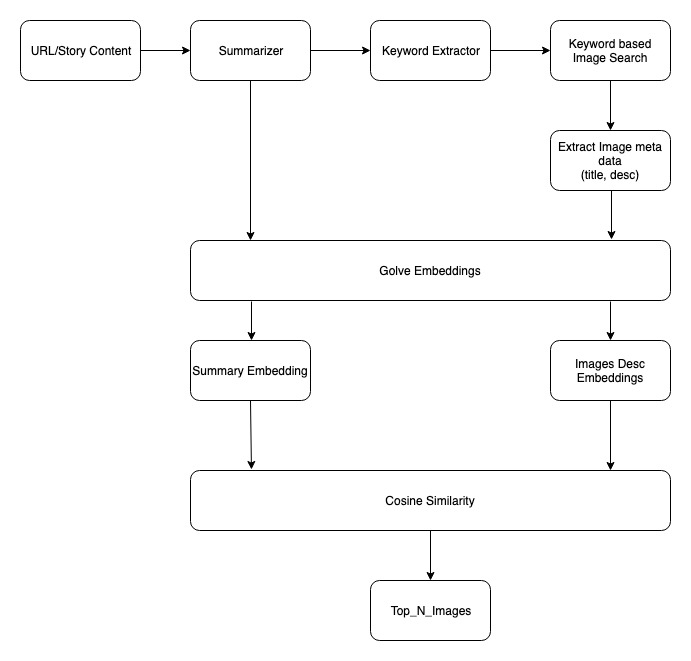 URL/Story Content
Summarizer
Keyword Extractor
Keyword based
Image Search
Extract Image meta
data
(title, desc)
Golve Embeddings
Summary Embedding
Images Desc
Embeddings
Cosine Similarity
Top_N_Images